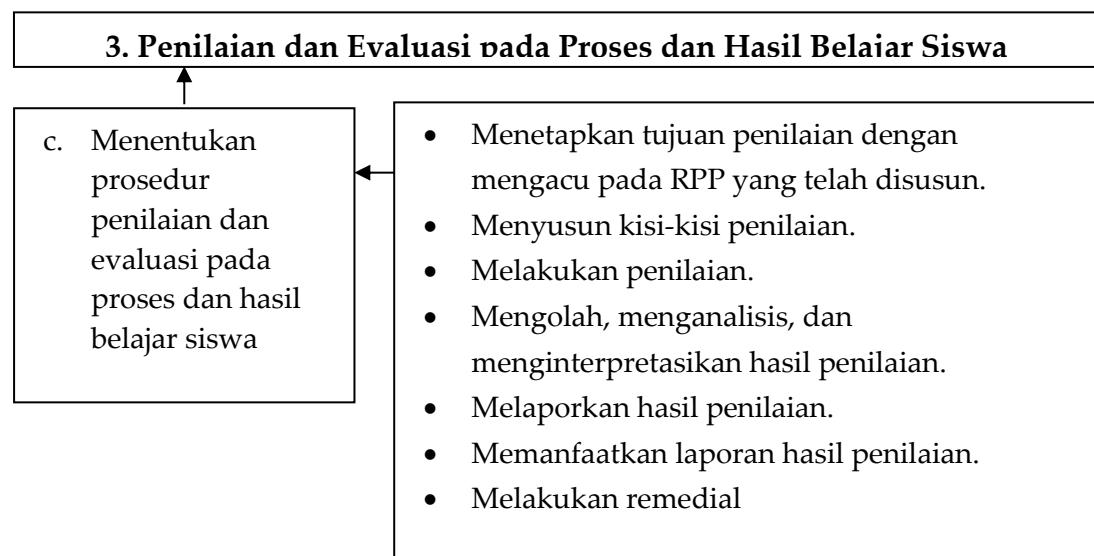 3. Penilaian dan Evaluasi pada Proses dan Hasil Belajar Siswa
c. Menentukan
prosedur
penilaian dan
evaluasi pada
proses dan hasil
belajar siswa
• Menetapkan tujuan penilaian dengan
mengacu pada RPP yang telah disusun.
• Menyusun kisi-kisi penilaian.
• Melakukan penilaian.
• Mengolah, menganalisis, dan
menginterpretasikan hasil penilaian.
• Melaporkan hasil penilaian.
• Memanfaatkan laporan hasil penilaian.
• Melakukan remedial